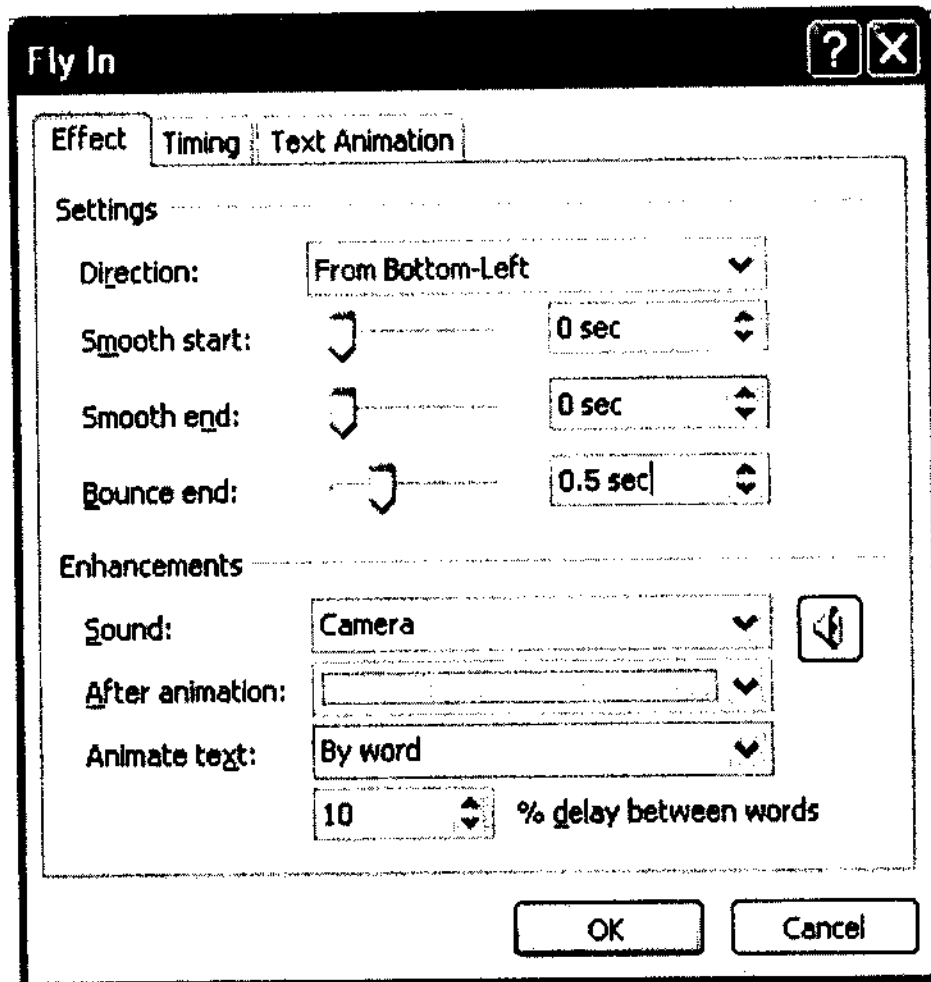 Fly In
Effect Timing Text Animation
Settings
Direction: From Bottom-Left
Smooth start: 0 sec
Smooth end: 0 sec
Bounce end: 0.5 sec
Enhancements
Sound: Camera
After animation:
Animate text: By word
10 % delay between words
OK Cancel